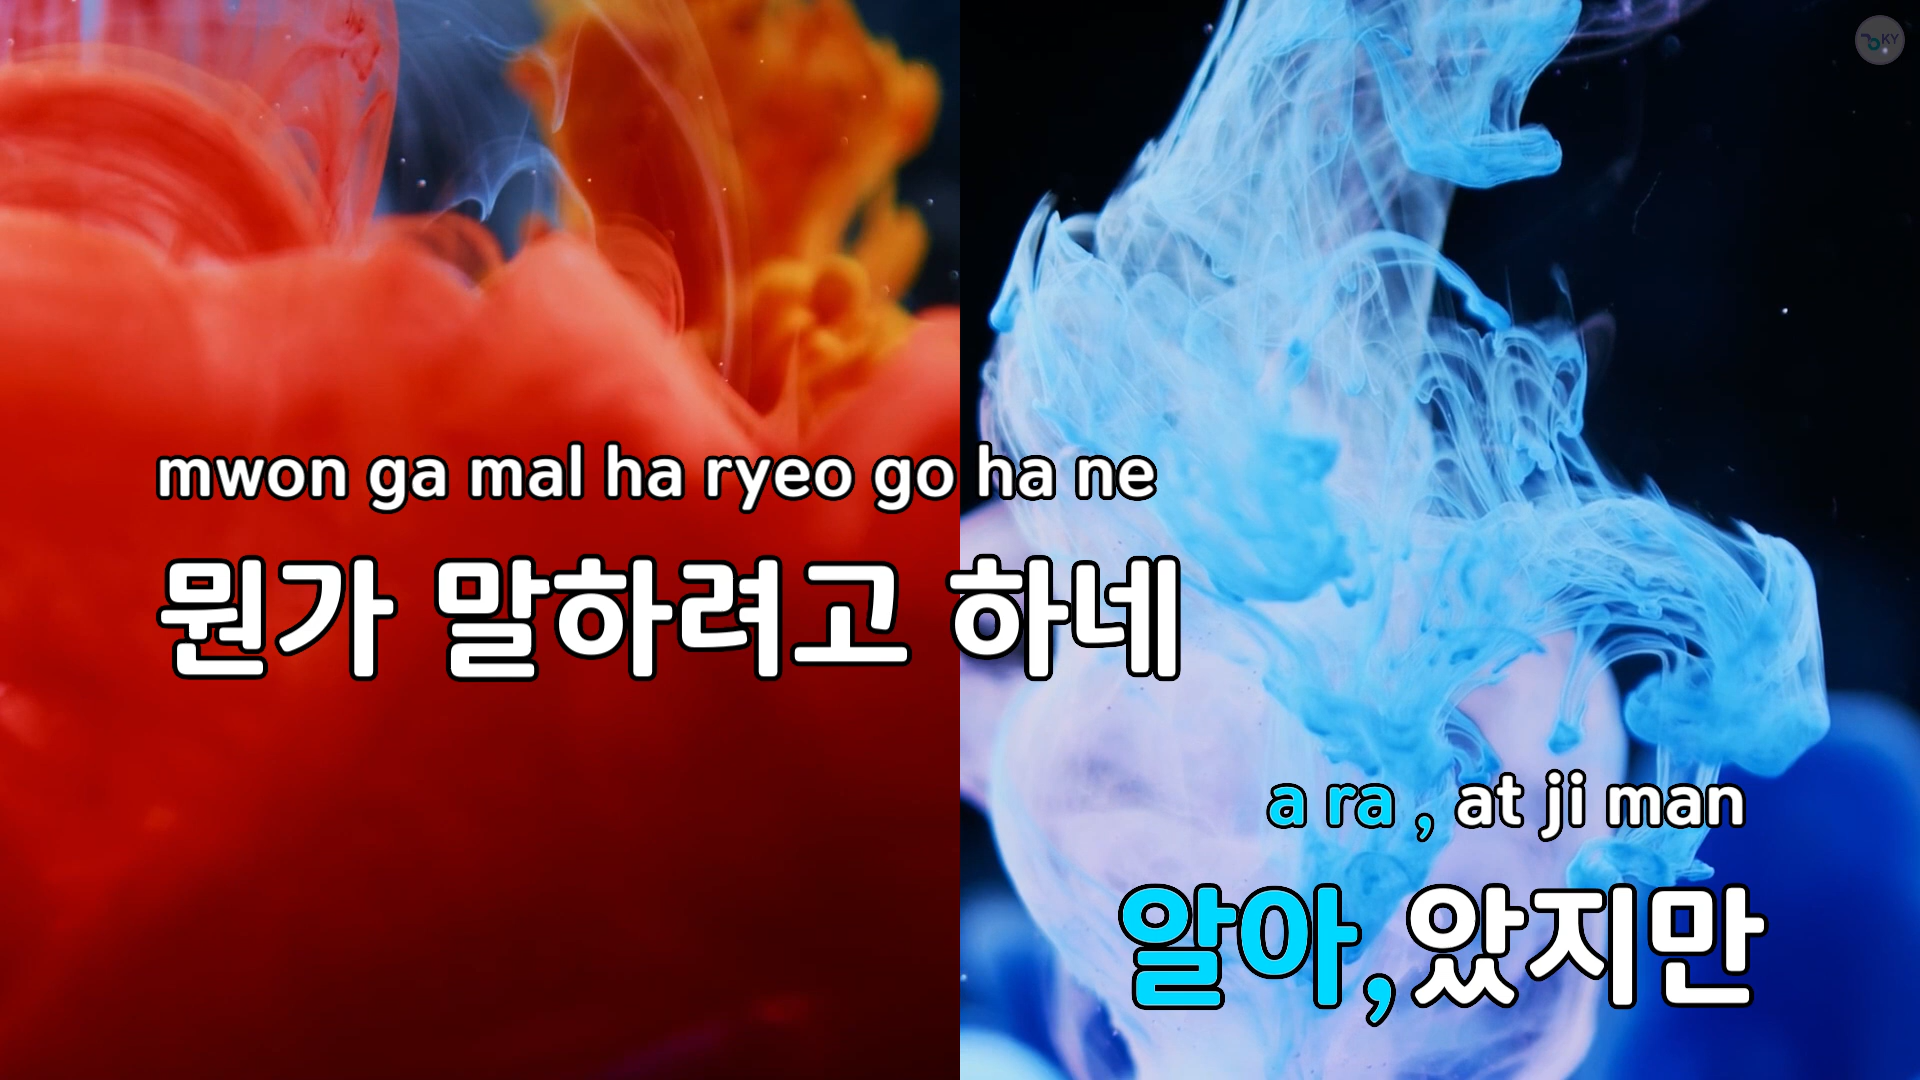 KY
mwon ga mal ha ryeo go ha ne
뭔가 말하려고 하네
a ra , at ji man
알아,았지만